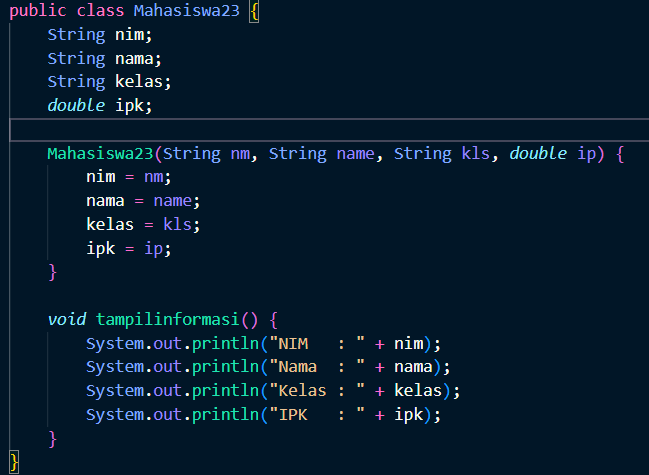 public class Mahasiswa23 {
    String nim;
    String nama;
    String kelas;
    double ipk;

    Mahasiswa23(String nm, String name, String kls, double ip) {
        nim = nm;
        nama = name;
        kelas = kls;
        ipk = ip;
    }

    void tampilinformasi() {
        System.out.println("NIM   : " + nim);
        System.out.println("Nama  : " + nama);
        System.out.println("Kelas : " + kelas);
        System.out.println("IPK   : " + ipk);
    }
}